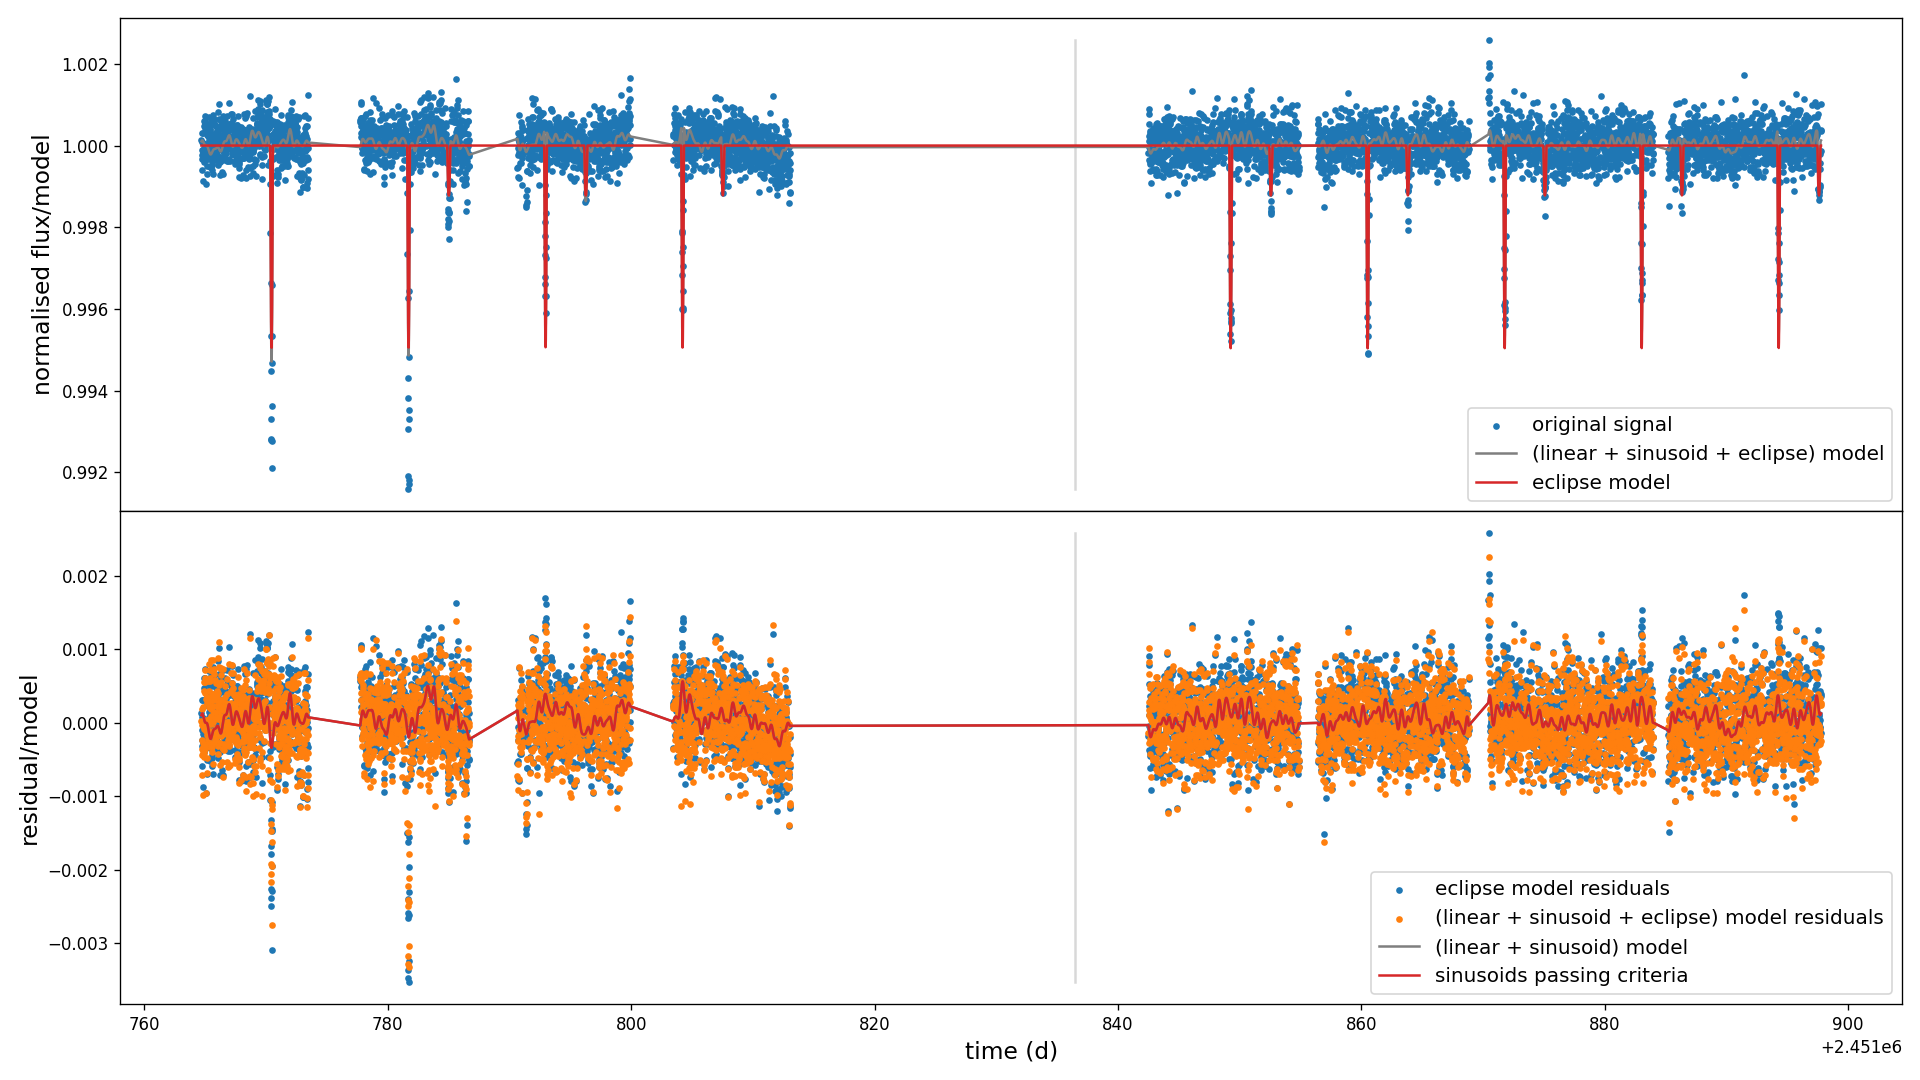 normalised flux/model
1.002
1.000
0.998
0.996
0.994
0.992
original signal
(linear + sinusoid + eclipse) model
eclipse model
residual/model
0.002
0.001
0.000
−0.001
−0.002
−0.003
eclipse model residuals
(linear + sinusoid + eclipse) model residuals
(linear + sinusoid) model
sinusoids passing criteria
760 780 800 820 840 860 880 900
+2.451e6
time (d)